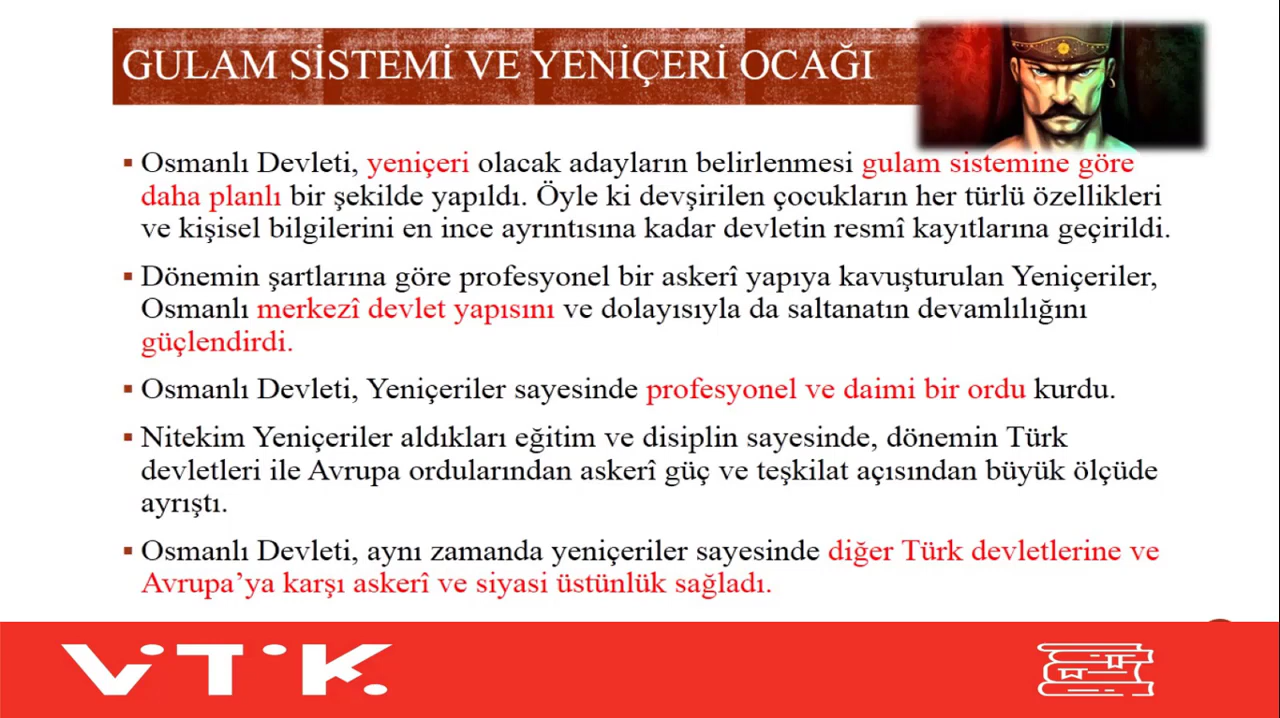 GULAM SİSTEMİ VE YENİÇERİ OCAĞI
▪ Osmanlı Devleti, yeniçeri olacak adayların belirlenmesi gulam sistemine göre
daha planlı bir şekilde yapıldı. Öyle ki devşirilen çocukların her türlü özellikleri
ve kişisel bilgilerini en ince ayrıntısına kadar devletin resmî kayıtlarına geçirildi.
▪ Dönemin şartlarına göre profesyonel bir askerî yapıya kavuşturulan Yeniçeriler,
Osmanlı merkezî devlet yapısını ve dolayısıyla da saltanatın devamlılığını
güçlendirdi.
▪ Osmanlı Devleti, Yeniçeriler sayesinde profesyonel ve daimi bir ordu kurdu.
▪ Nitekim Yeniçeriler aldıkları eğitim ve disiplin sayesinde, dönemin Türk
devletleri ile Avrupa ordularından askerî güç ve teşkilat açısından büyük ölçüde
ayrıştı.
▪ Osmanlı Devleti, aynı zamanda yeniçeriler sayesinde diğer Türk devletlerine ve
Avrupa’ya karşı askerî ve siyasi üstünlük sağladı.
VİTİK.